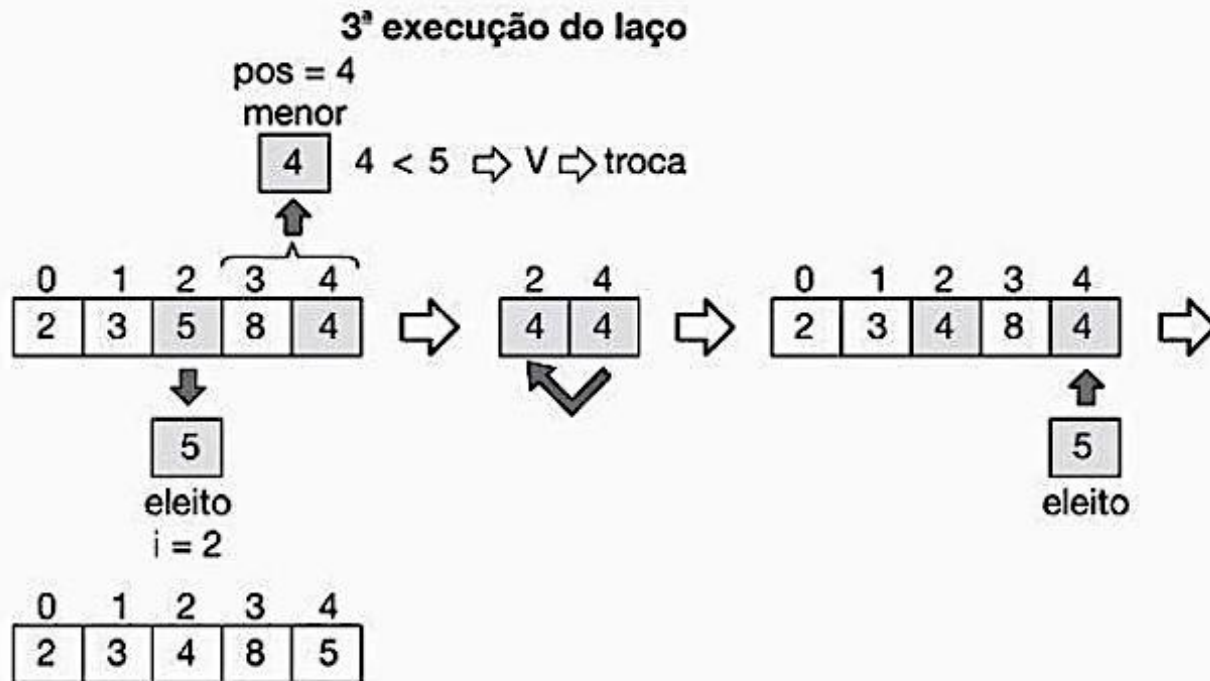 3ª execução do laço
pos = 4
menor
4 4 < 5 ⇨ V ⇨ troca
0 1 2 3 4 2 4 0 1 2 3 4
2 3 5 8 4 4 4 2 3 4 8 4
5 5
eleito eleito
i = 2
0 1 2 3 4
2 3 4 8 5